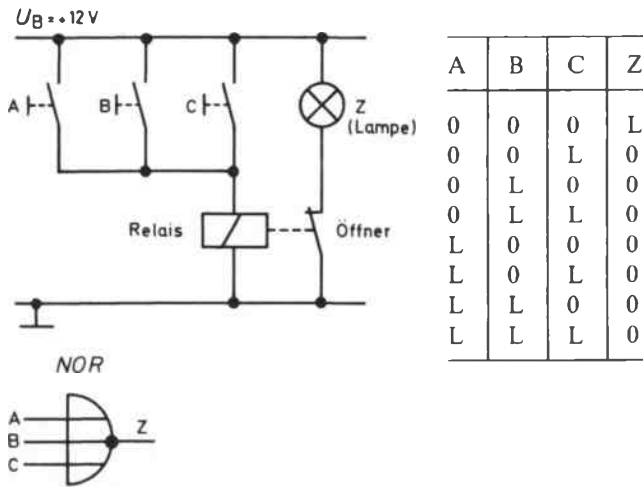 UB = + 12 V
A
B
C
Z
(Lampe)
Relais
Öffner
NOR
A
B
C
Z
A B C Z
0 0 0 L
0 0 L 0
0 L 0 0
0 L L 0
L 0 0 0
L 0 L 0
L L 0 0
L L L 0